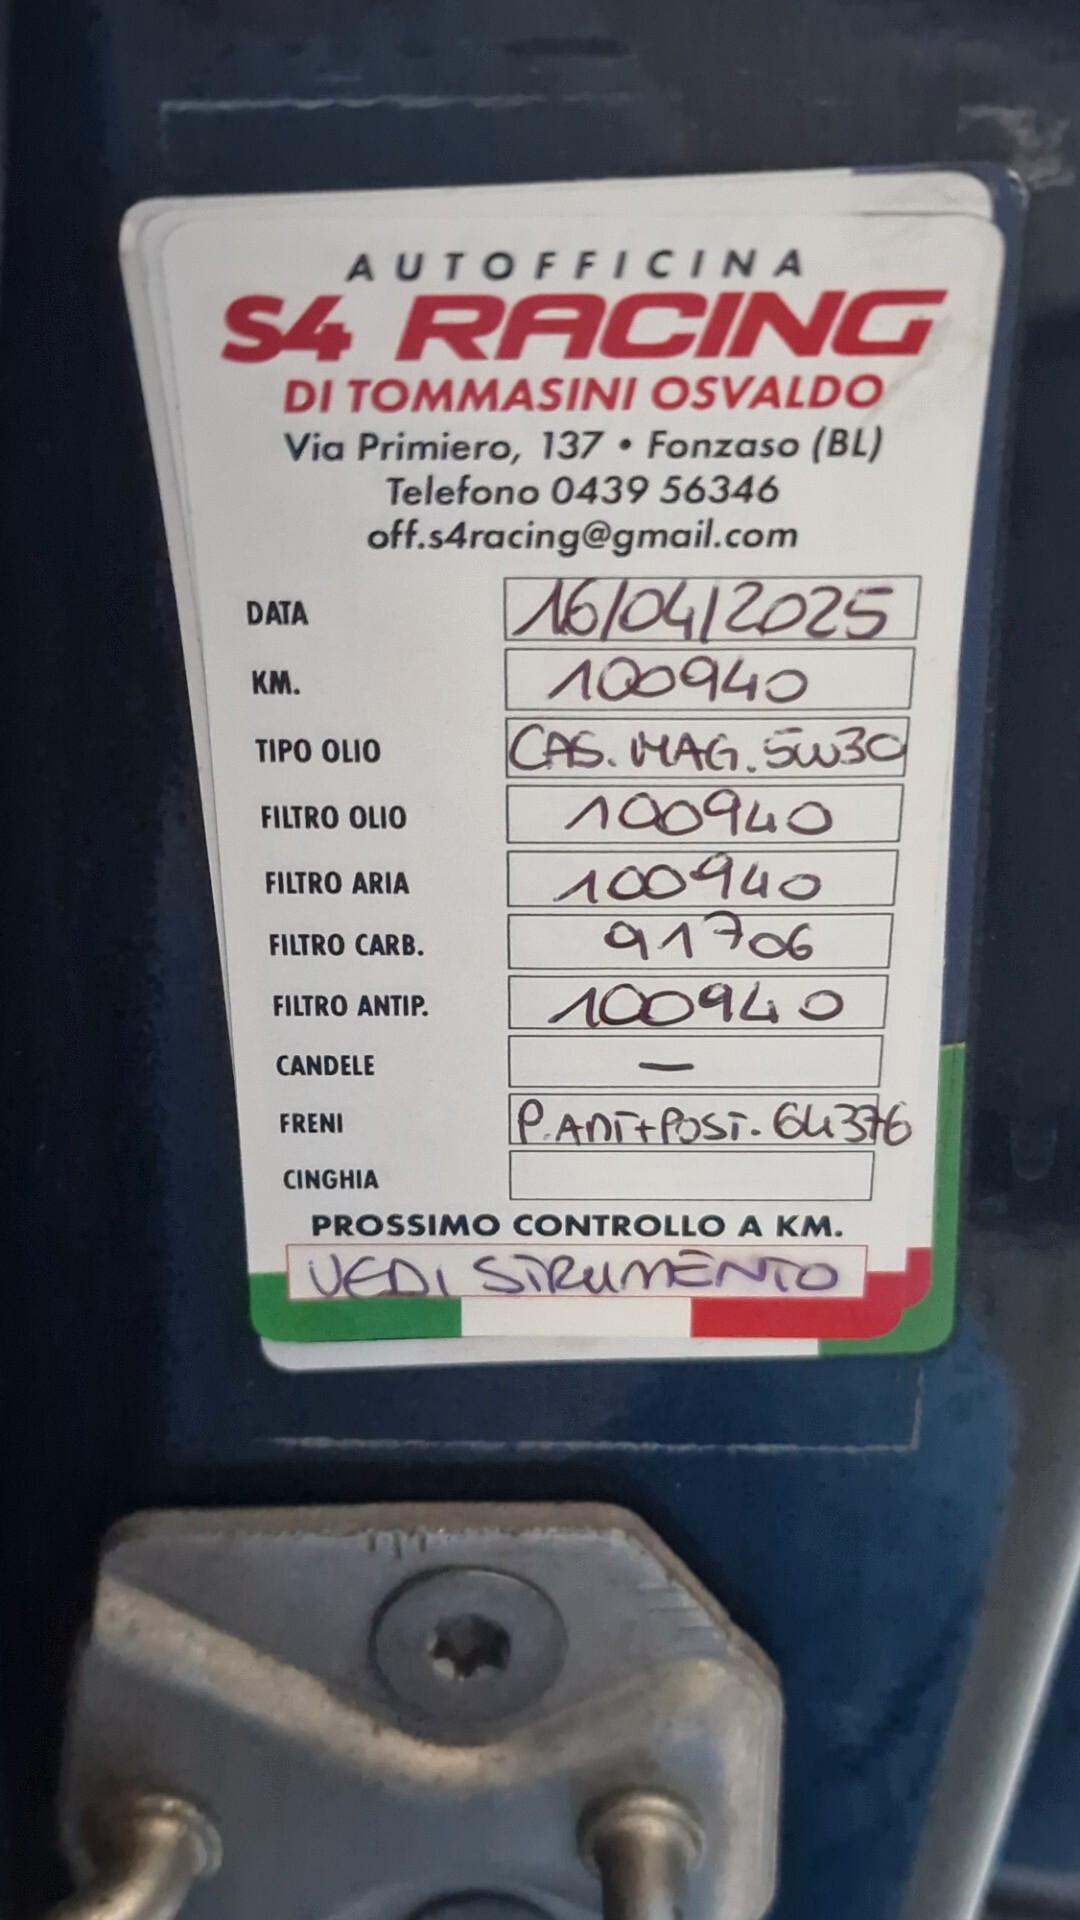 AUTOFFICINA
S4 RACING
DI TOMMASINI OSVALDO
Via Primiero, 137 • Fonzaso (BL)
Telefono 0439 56346
off.s4racing@gmail.com
DATA 16/04/2025
KM. 100940
TIPO OLIO CAS. MAG. 5W30
FILTRO OLIO 100940
FILTRO ARIA 100940
FILTRO CARB. 91706
FILTRO ANTIP. 100940
CANDELE —
FRENI P.ANT+POST. 64376
CINGHIA
PROSSIMO CONTROLLO A KM.
VEDI STRUMENTO